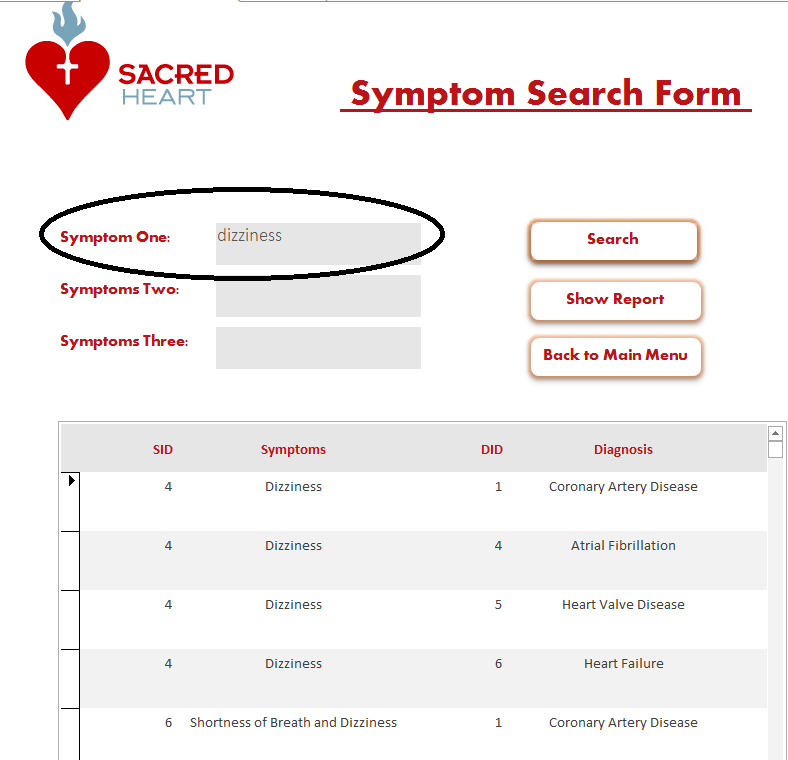 SACRED
HEART
Symptom Search Form
Symptom One: dizziness
Search
Symptoms Two:
Show Report
Symptoms Three:
Back to Main Menu
SID Symptoms DID Diagnosis
4 Dizziness 1 Coronary Artery Disease
4 Dizziness 4 Atrial Fibrillation
4 Dizziness 5 Heart Valve Disease
4 Dizziness 6 Heart Failure
6 Shortness of Breath and Dizziness 1 Coronary Artery Disease